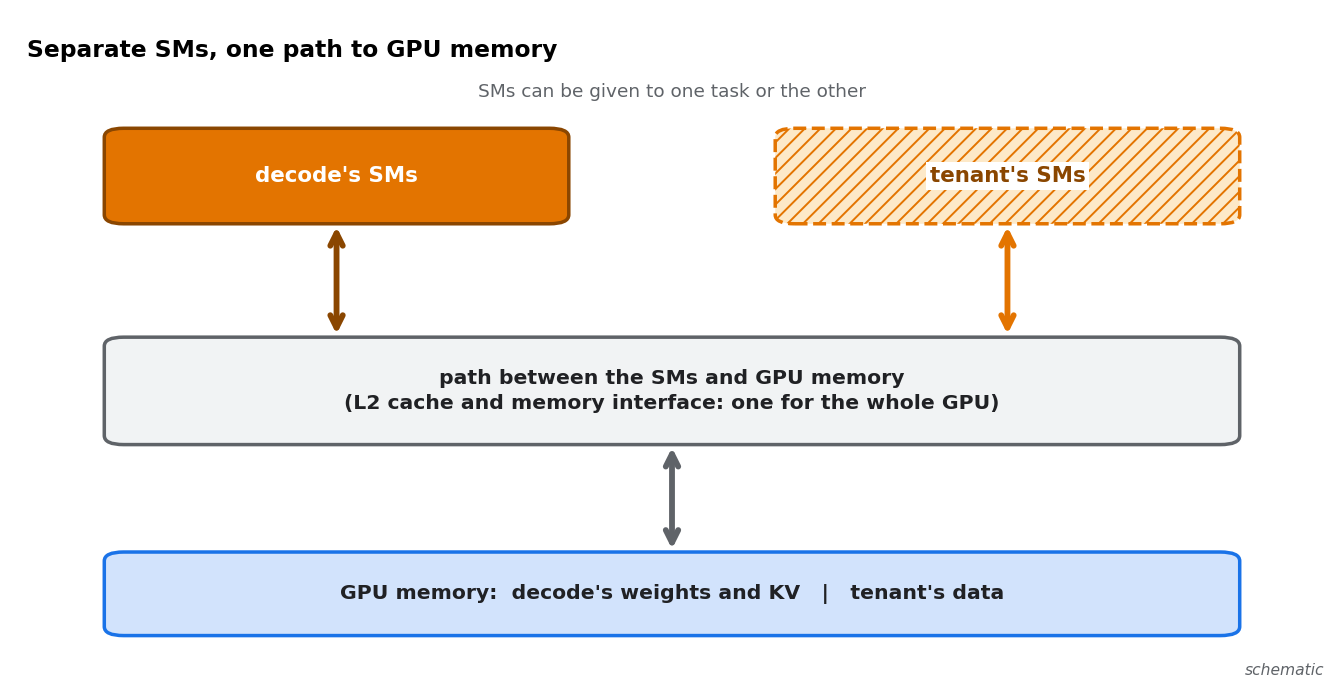 Separate SMs, one path to GPU memory
SMs can be given to one task or the other
decode's SMs
tenant's SMs
path between the SMs and GPU memory
(L2 cache and memory interface: one for the whole GPU)
GPU memory:  decode's weights and KV   |   tenant's data
schematic